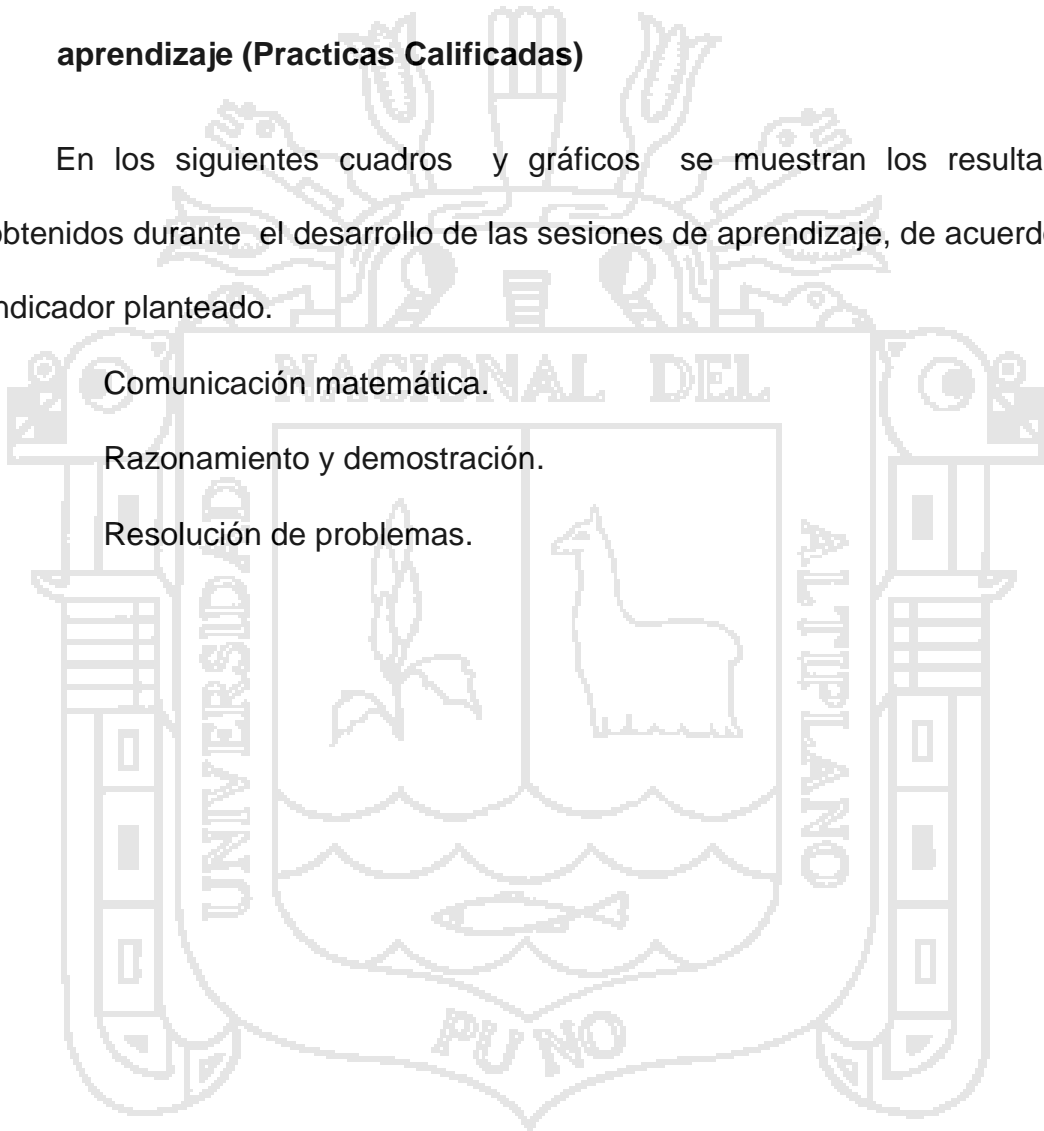 aprendizaje (Practicas Calificadas)
En los siguientes cuadros y gráficos se muestran los resulta
obtenidos durante el desarrollo de las sesiones de aprendizaje, de acuerd
ndicador planteado.
NACIONAL DEL
Comunicación matemática.
Razonamiento y demostración.
Resolución de problemas.
UNIVERSIDAD
ALTIPLANO
PUNO